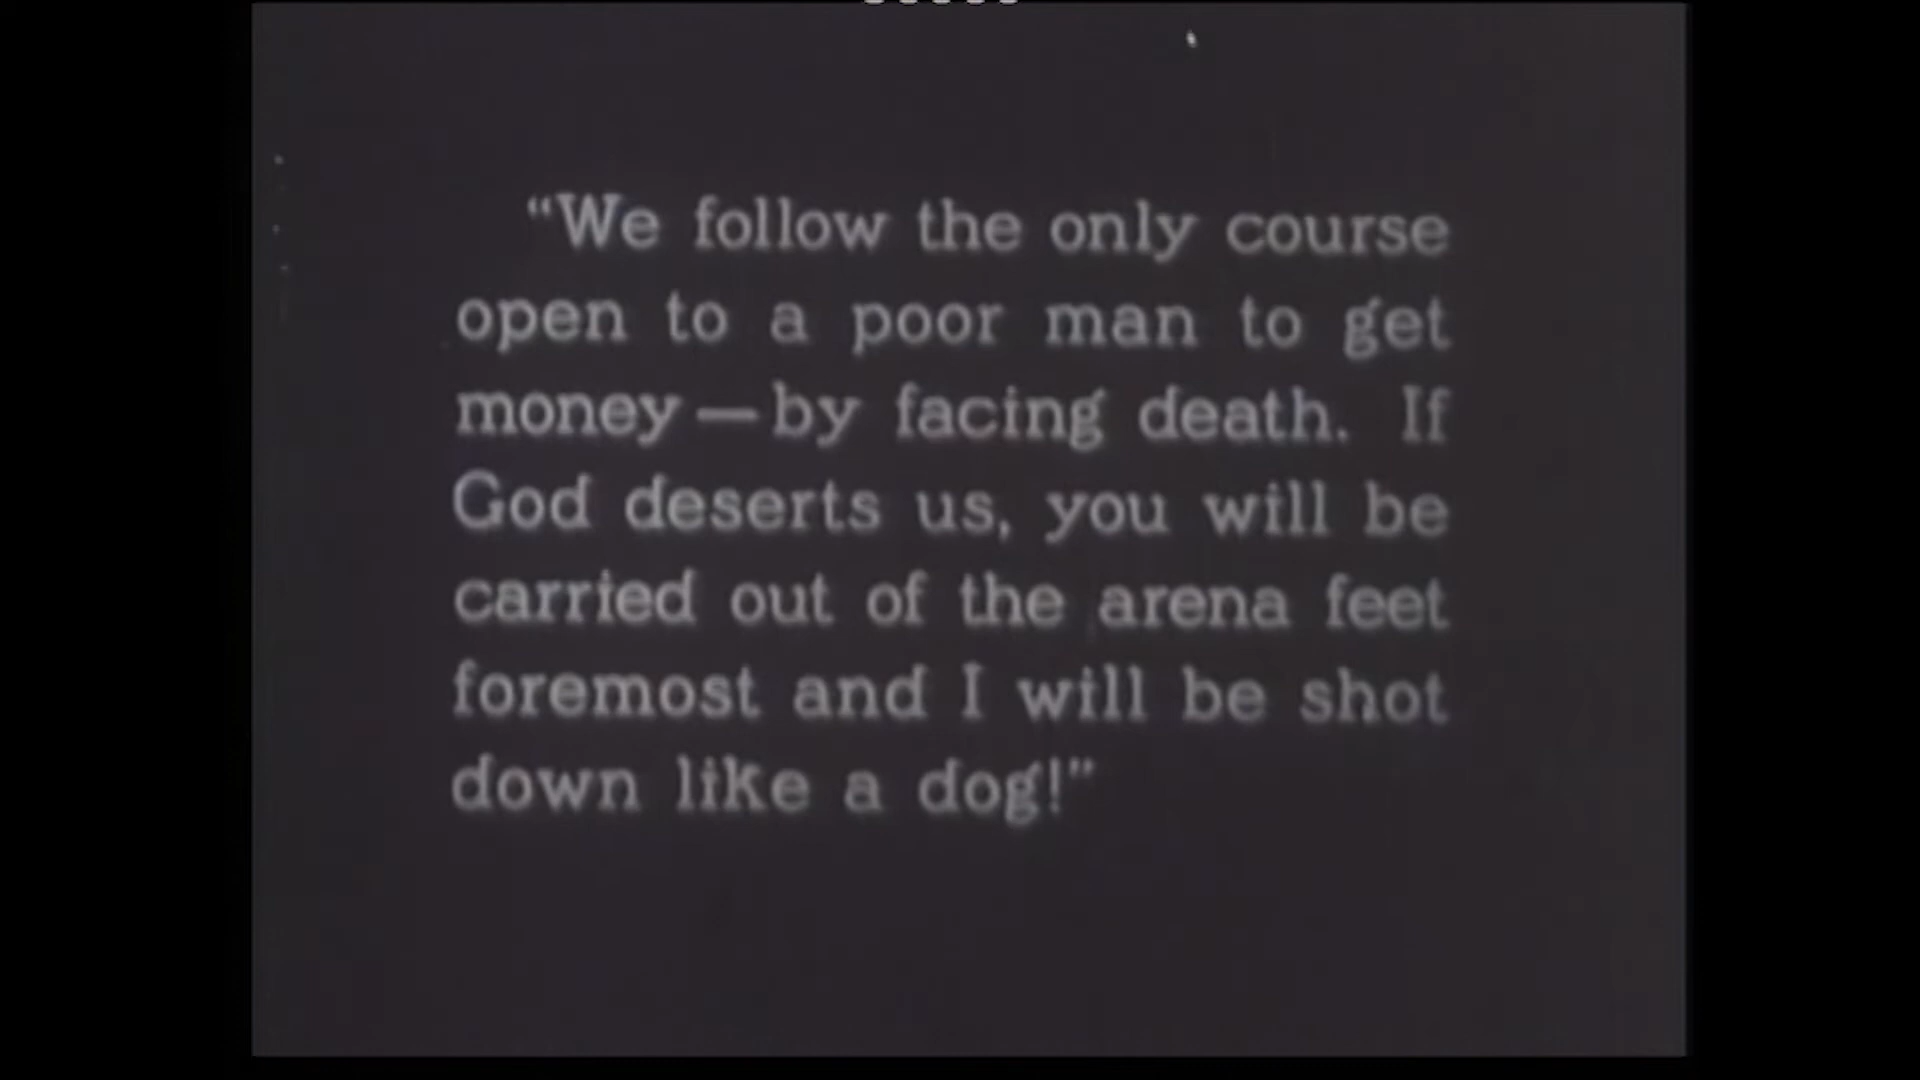 “We follow the only course
open to a poor man to get
money—by facing death. If
God deserts us, you will be
carried out of the arena feet
foremost and I will be shot
down like a dog!”